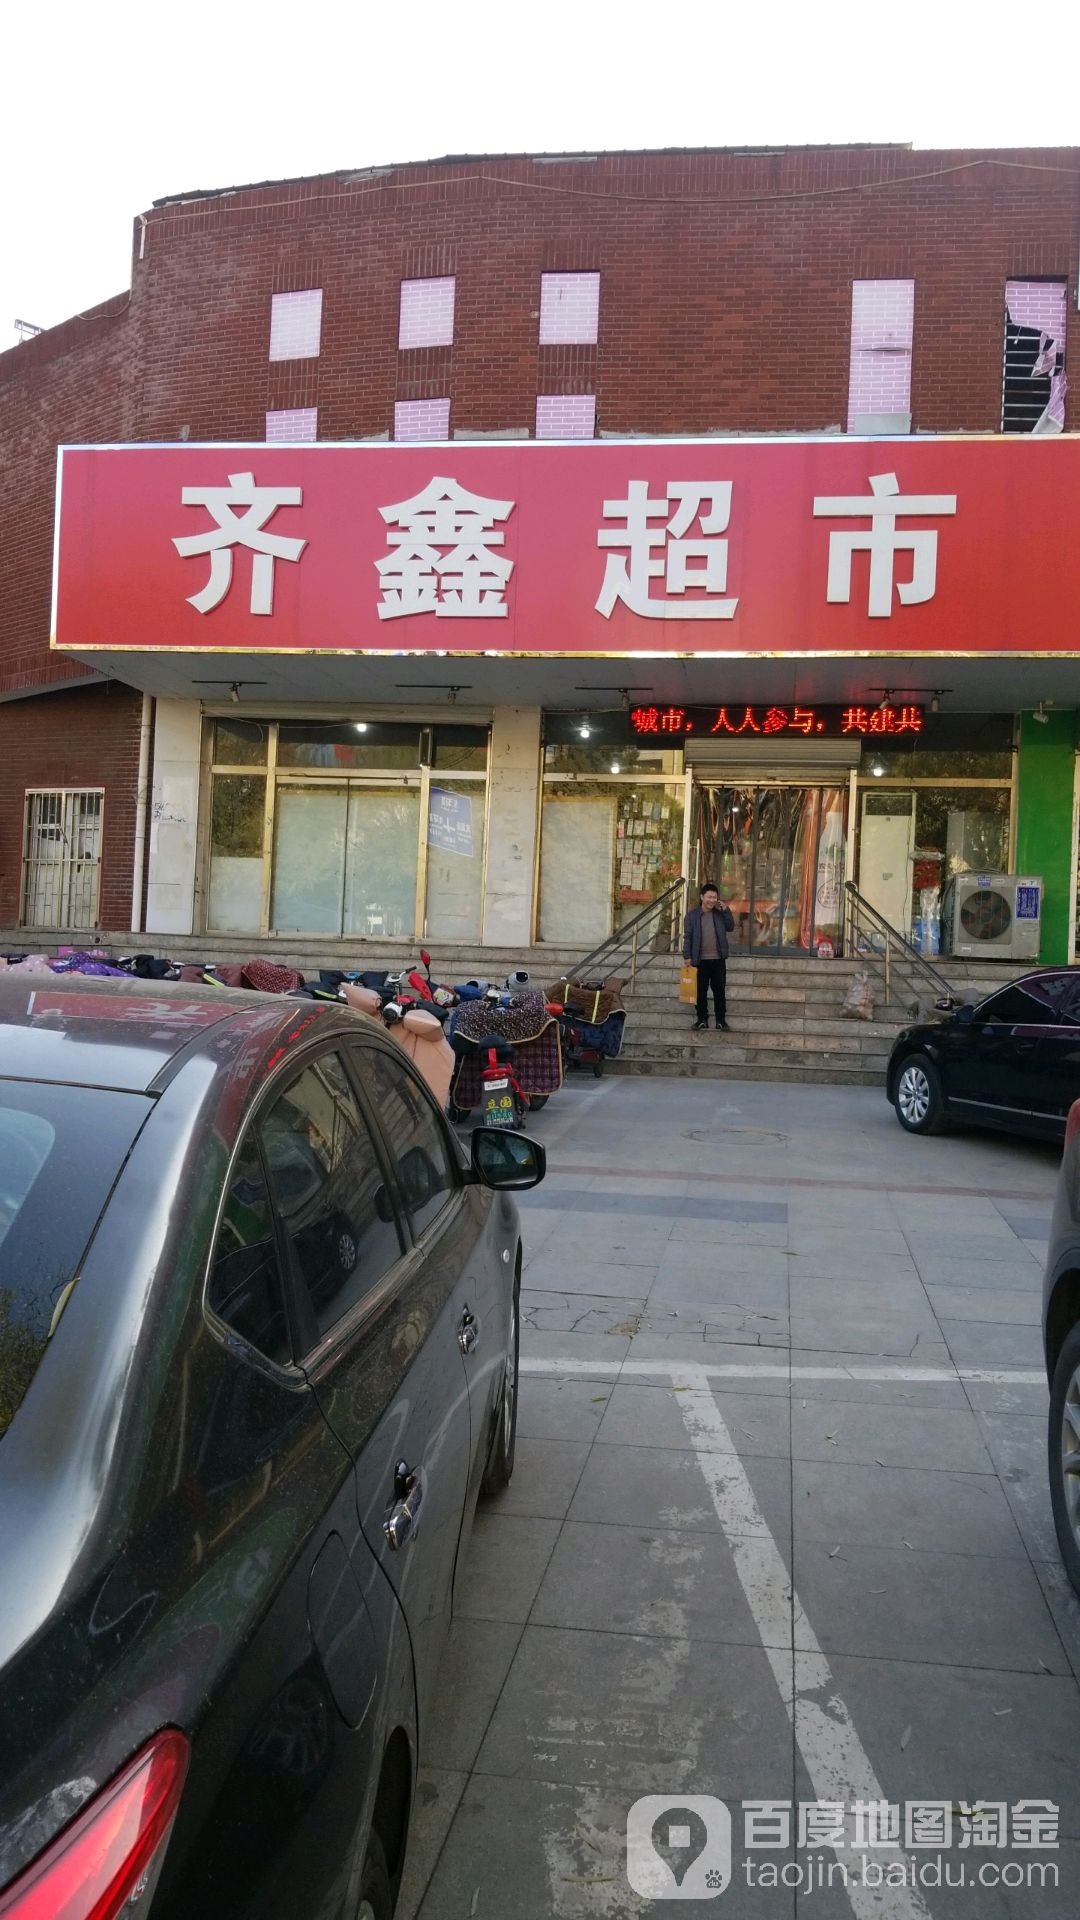 齐鑫超市
城市，人人参与，共建共
百度地图淘金
taojin.baidu.com